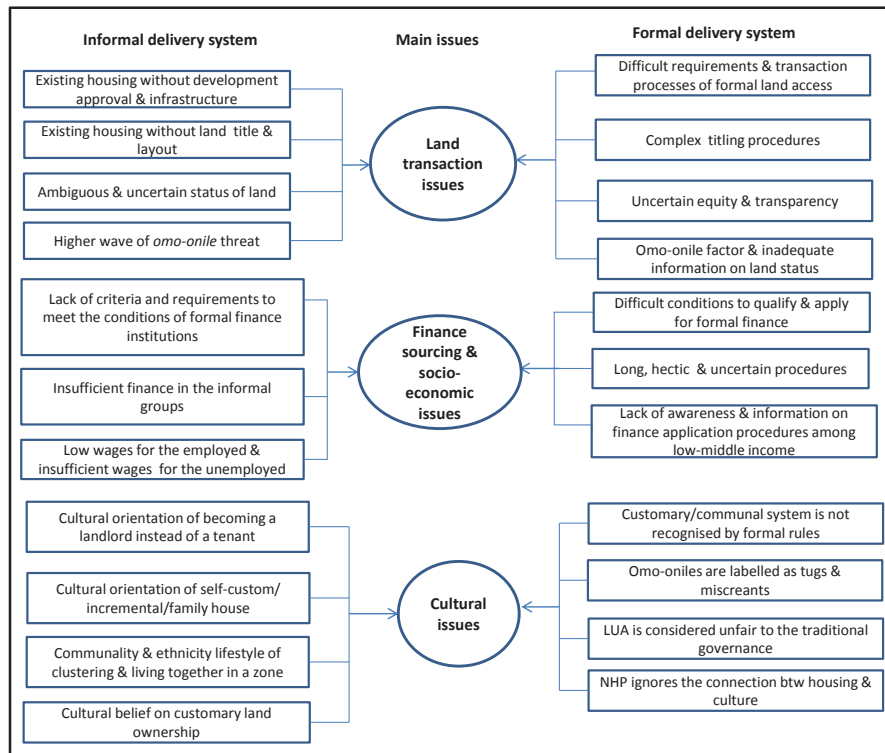 Informal delivery system
Main issues
Formal delivery system
Existing housing without development
approval & infrastructure
Existing housing without land title &
layout
Ambiguous & uncertain status of land
Higher wave of omo-onile threat
Land
transaction
issues
Difficult requirements & transaction
processes of formal land access
Complex titling procedures
Uncertain equity & transparency
Omo-onile factor & inadequate
information on land status
Lack of criteria and requirements to
meet the conditions of formal finance
institutions
Insufficient finance in the informal
groups
Low wages for the employed &
insufficient wages for the unemployed
Finance
sourcing &
socio-
economic
issues
Difficult conditions to qualify & apply
for formal finance
Long, hectic & uncertain procedures
Lack of awareness & information on
finance application procedures among
low-middle income
Cultural orientation of becoming a
landlord instead of a tenant
Cultural orientation of self-custom/
incremental/family house
Communality & ethnicity lifestyle of
clustering & living together in a zone
Cultural belief on customary land
ownership
Cultural
issues
Customary/communal system is not
recognised by formal rules
Omo-oniles are labelled as tugs &
miscreants
LUA is considered unfair to the traditional
governance
NHP ignores the connection btw housing &
culture